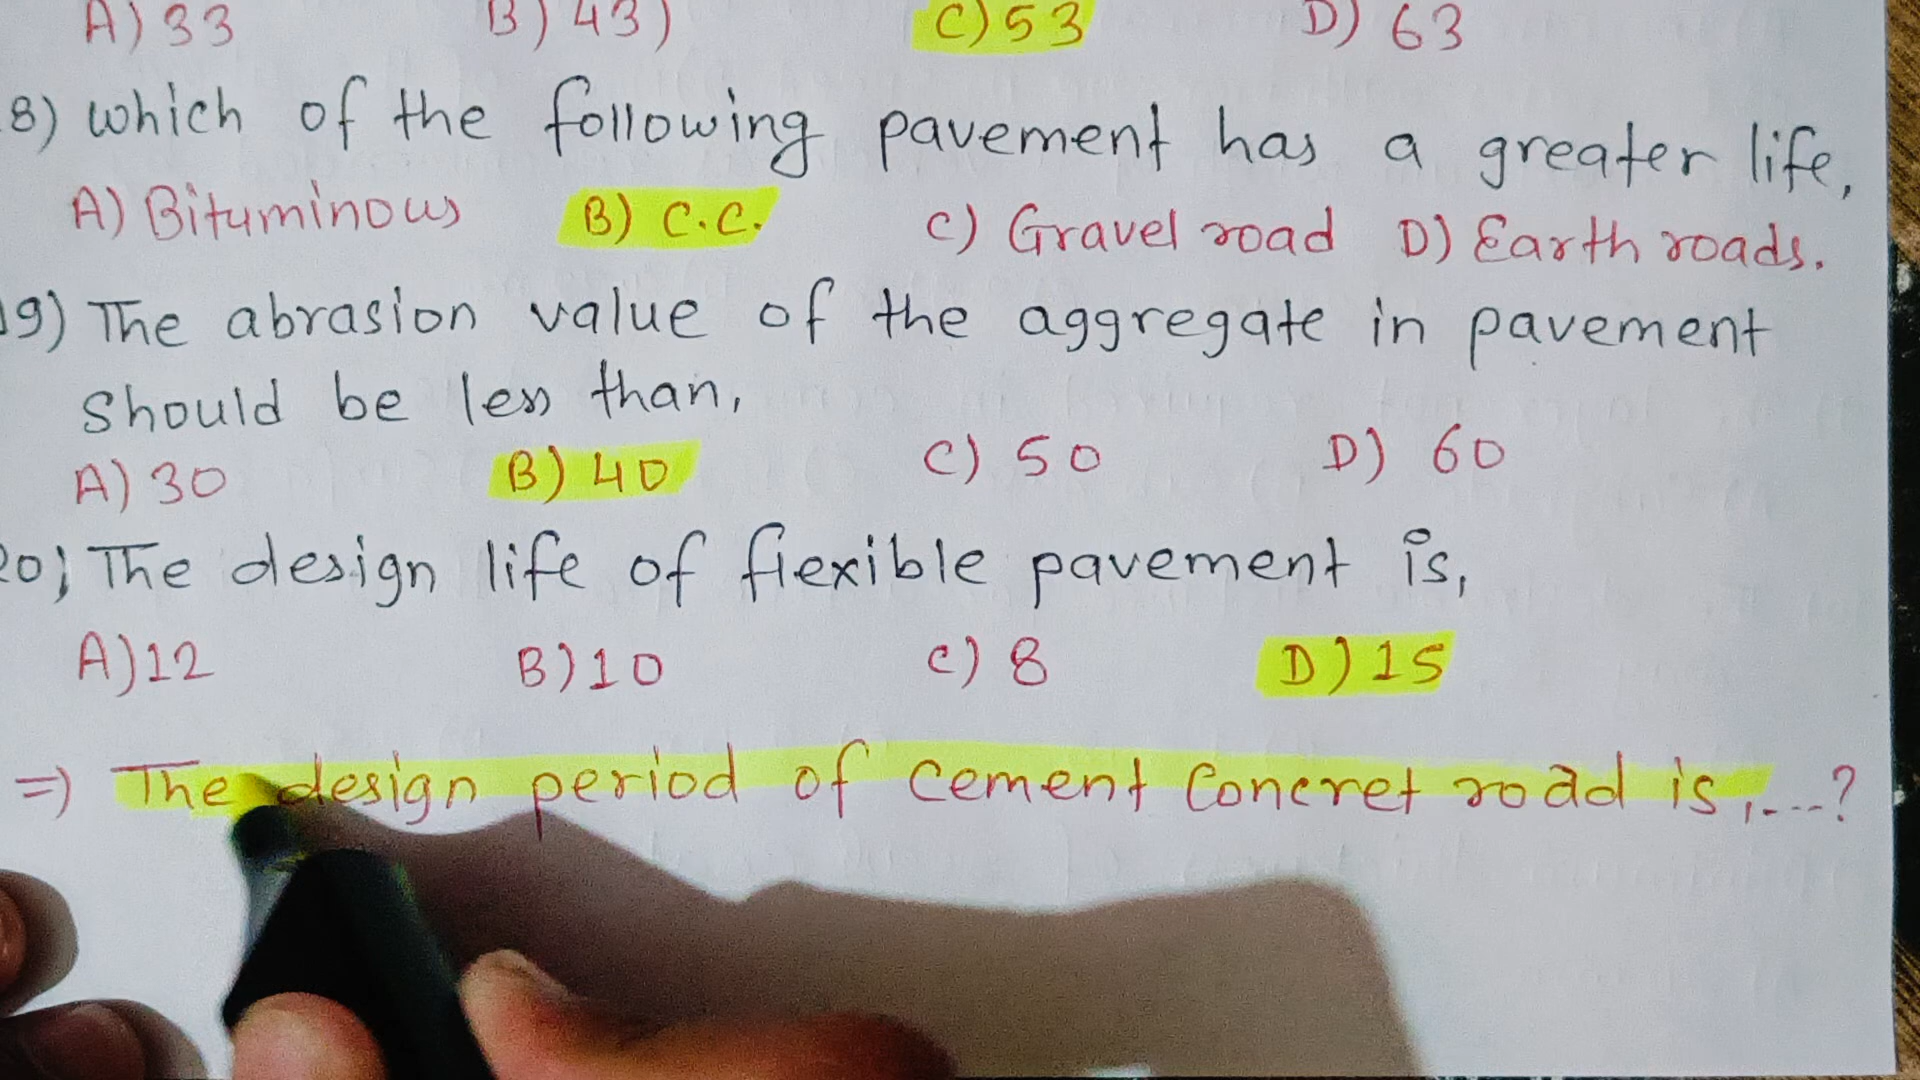 A) 33 B) 43) C) 53 D) 63
8) which of the following pavement has a greater life,
A) Bituminous B) C.C. C) Gravel road D) Earth roads.
19) The abrasion value of the aggregate in pavement
should be less than,
A) 30 B) 40 C) 50 D) 60
20) The design life of flexible pavement is,
A) 12 B) 10 C) 8 D) 15
=) The design period of Cement Concret road is,....?